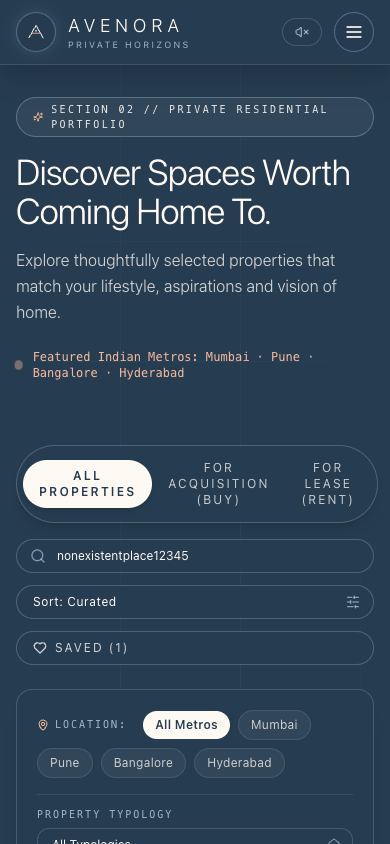 AVENORA
PRIVATE HORIZONS
SECTION 02 // PRIVATE RESIDENTIAL
PORTFOLIO
Discover Spaces Worth
Coming Home To.
Explore thoughtfully selected properties that
match your lifestyle, aspirations and vision of
home.
Featured Indian Metros: Mumbai · Pune ·
Bangalore · Hyderabad
ALL
PROPERTIES
FOR
ACQUISITION
(BUY)
FOR
LEASE
(RENT)
nonexistentplace12345
Sort: Curated
SAVED (1)
LOCATION: All Metros Mumbai
Pune Bangalore Hyderabad
PROPERTY TYPOLOGY
All Typologies